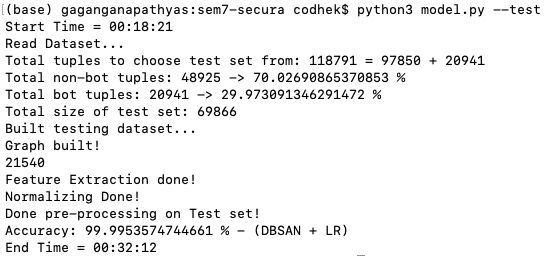 (base) gaganganapathyas:sem7-secura codhek$ python3 model.py --test
Start Time = 00:18:21
Read Dataset...
Total tuples to choose test set from: 118791 = 97850 + 20941
Total non-bot tuples: 48925 -> 70.02690865370853 %
Total bot tuples: 20941 -> 29.973091346291472 %
Total size of test set: 69866
Built testing dataset...
Graph built!
21540
Feature Extraction done!
Normalizing Done!
Done pre-processing on Test set!
Accuracy: 99.9953574744661 % - (DBSAN + LR)
End Time = 00:32:12